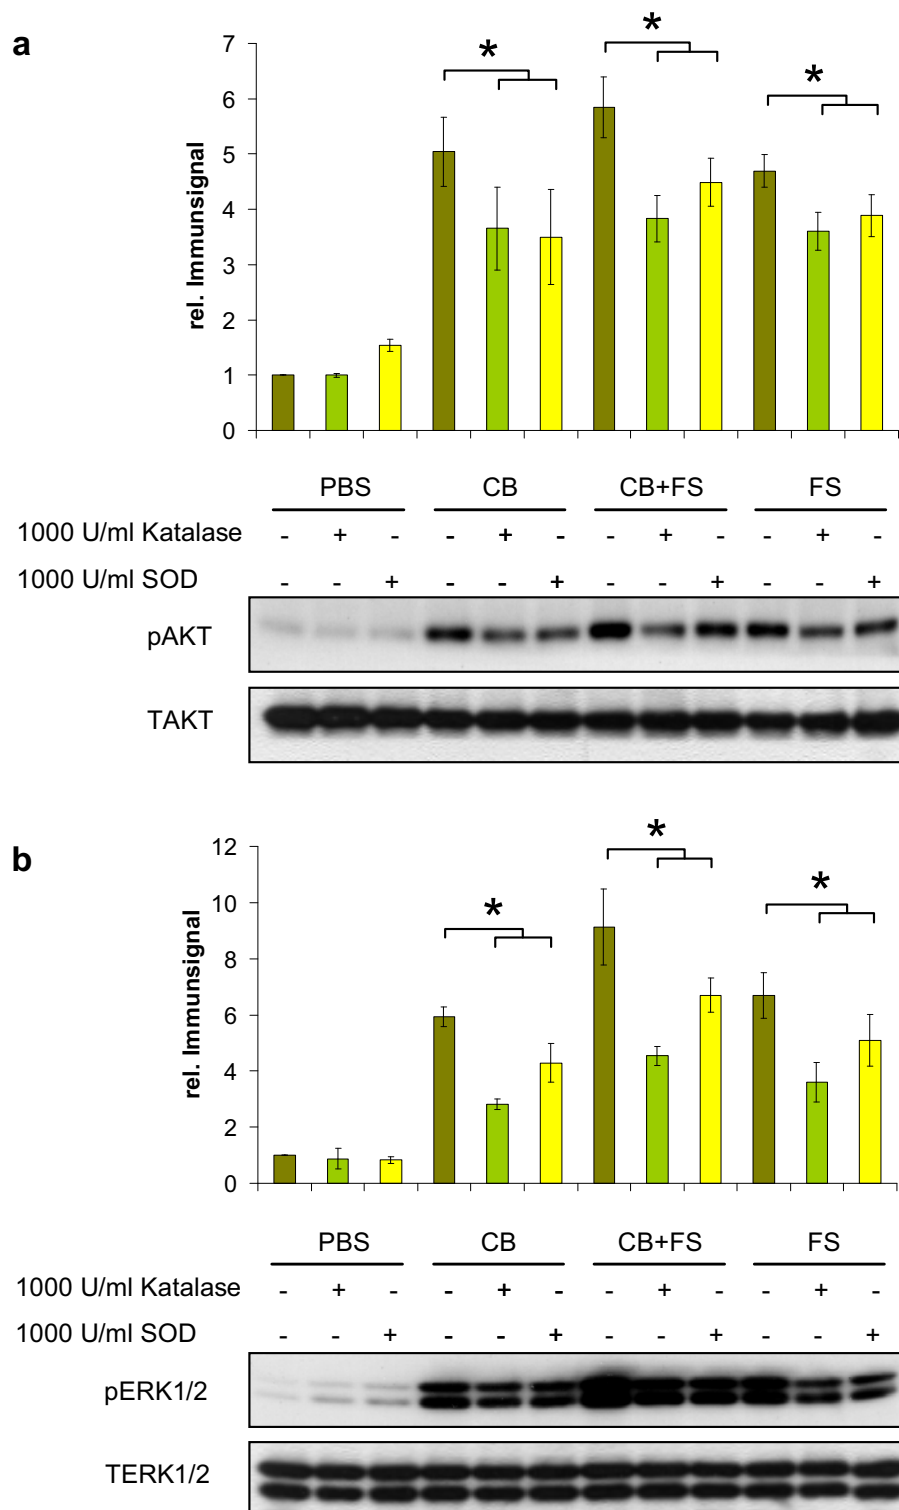 a
7
6
5
4
3
2
1
0
rel. Immunsignal
* * *
PBS CB CB+FS FS
1000 U/ml Katalase - + - - + - - + - - + -
1000 U/ml SOD - - + - - + - - + - - +
pAKT
TAKT
b
12
10
8
6
4
2
0
rel. Immunsignal
* * *
PBS CB CB+FS FS
1000 U/ml Katalase - + - - + - - + - - + -
1000 U/ml SOD - - + - - + - - + - - +
pERK1/2
TERK1/2